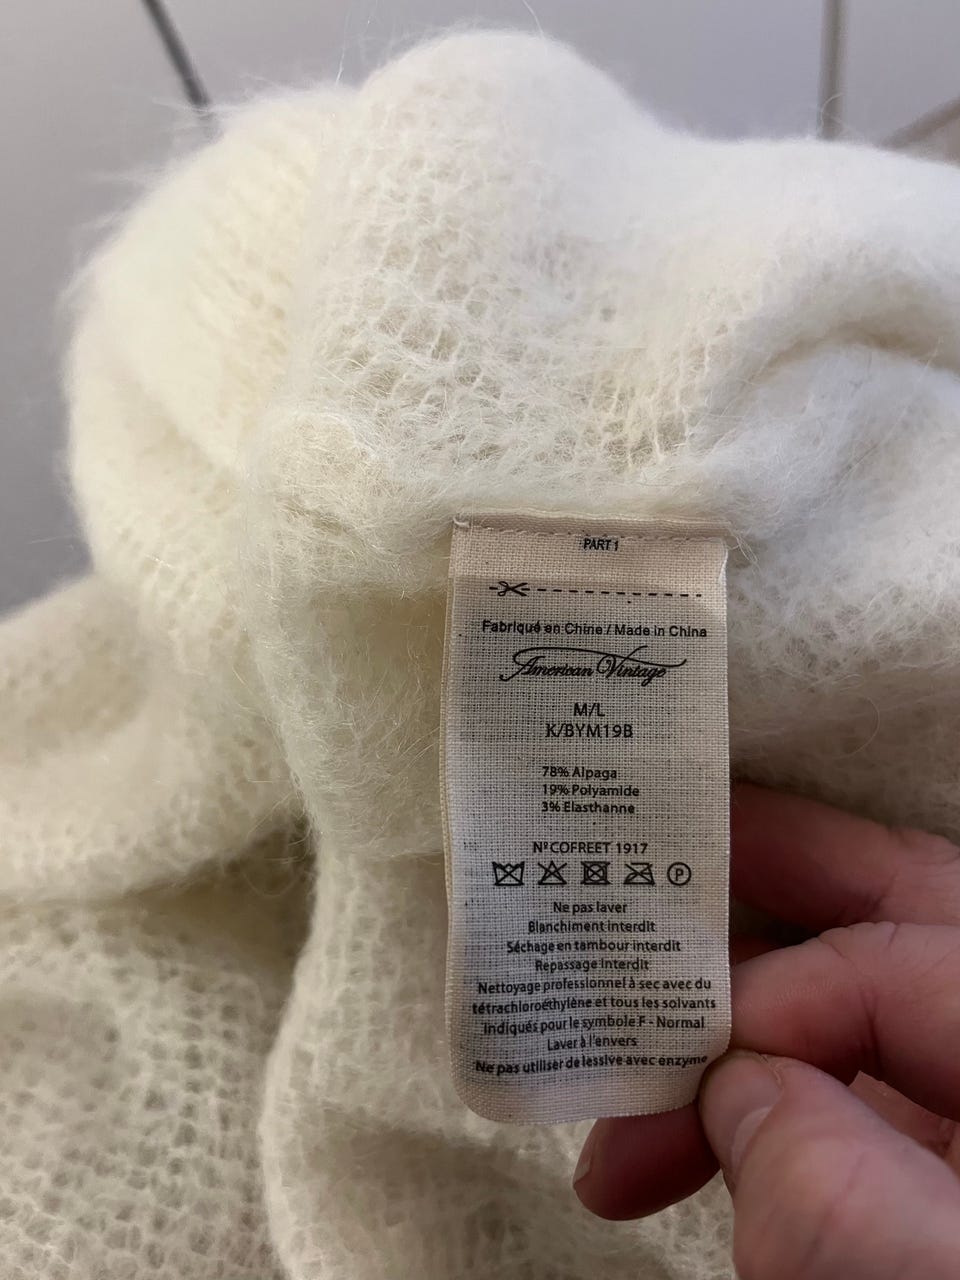 PART 1
Fabriqué en Chine / Made in China
American Vintage
M/L
K/BYM19B
78% Alpaga
19% Polyamide
3% Elasthanne
N°COFREET 1917
P
Ne pas laver
Blanchiment interdit
Séchage en tambour interdit
Repassage interdit
Nettoyage professionnel à sec avec du
tétrachloroéthylène et tous les solvants
indiqués pour le symbole F - Normal
Laver à l'envers
Ne pas utiliser de lessive avec enzyme